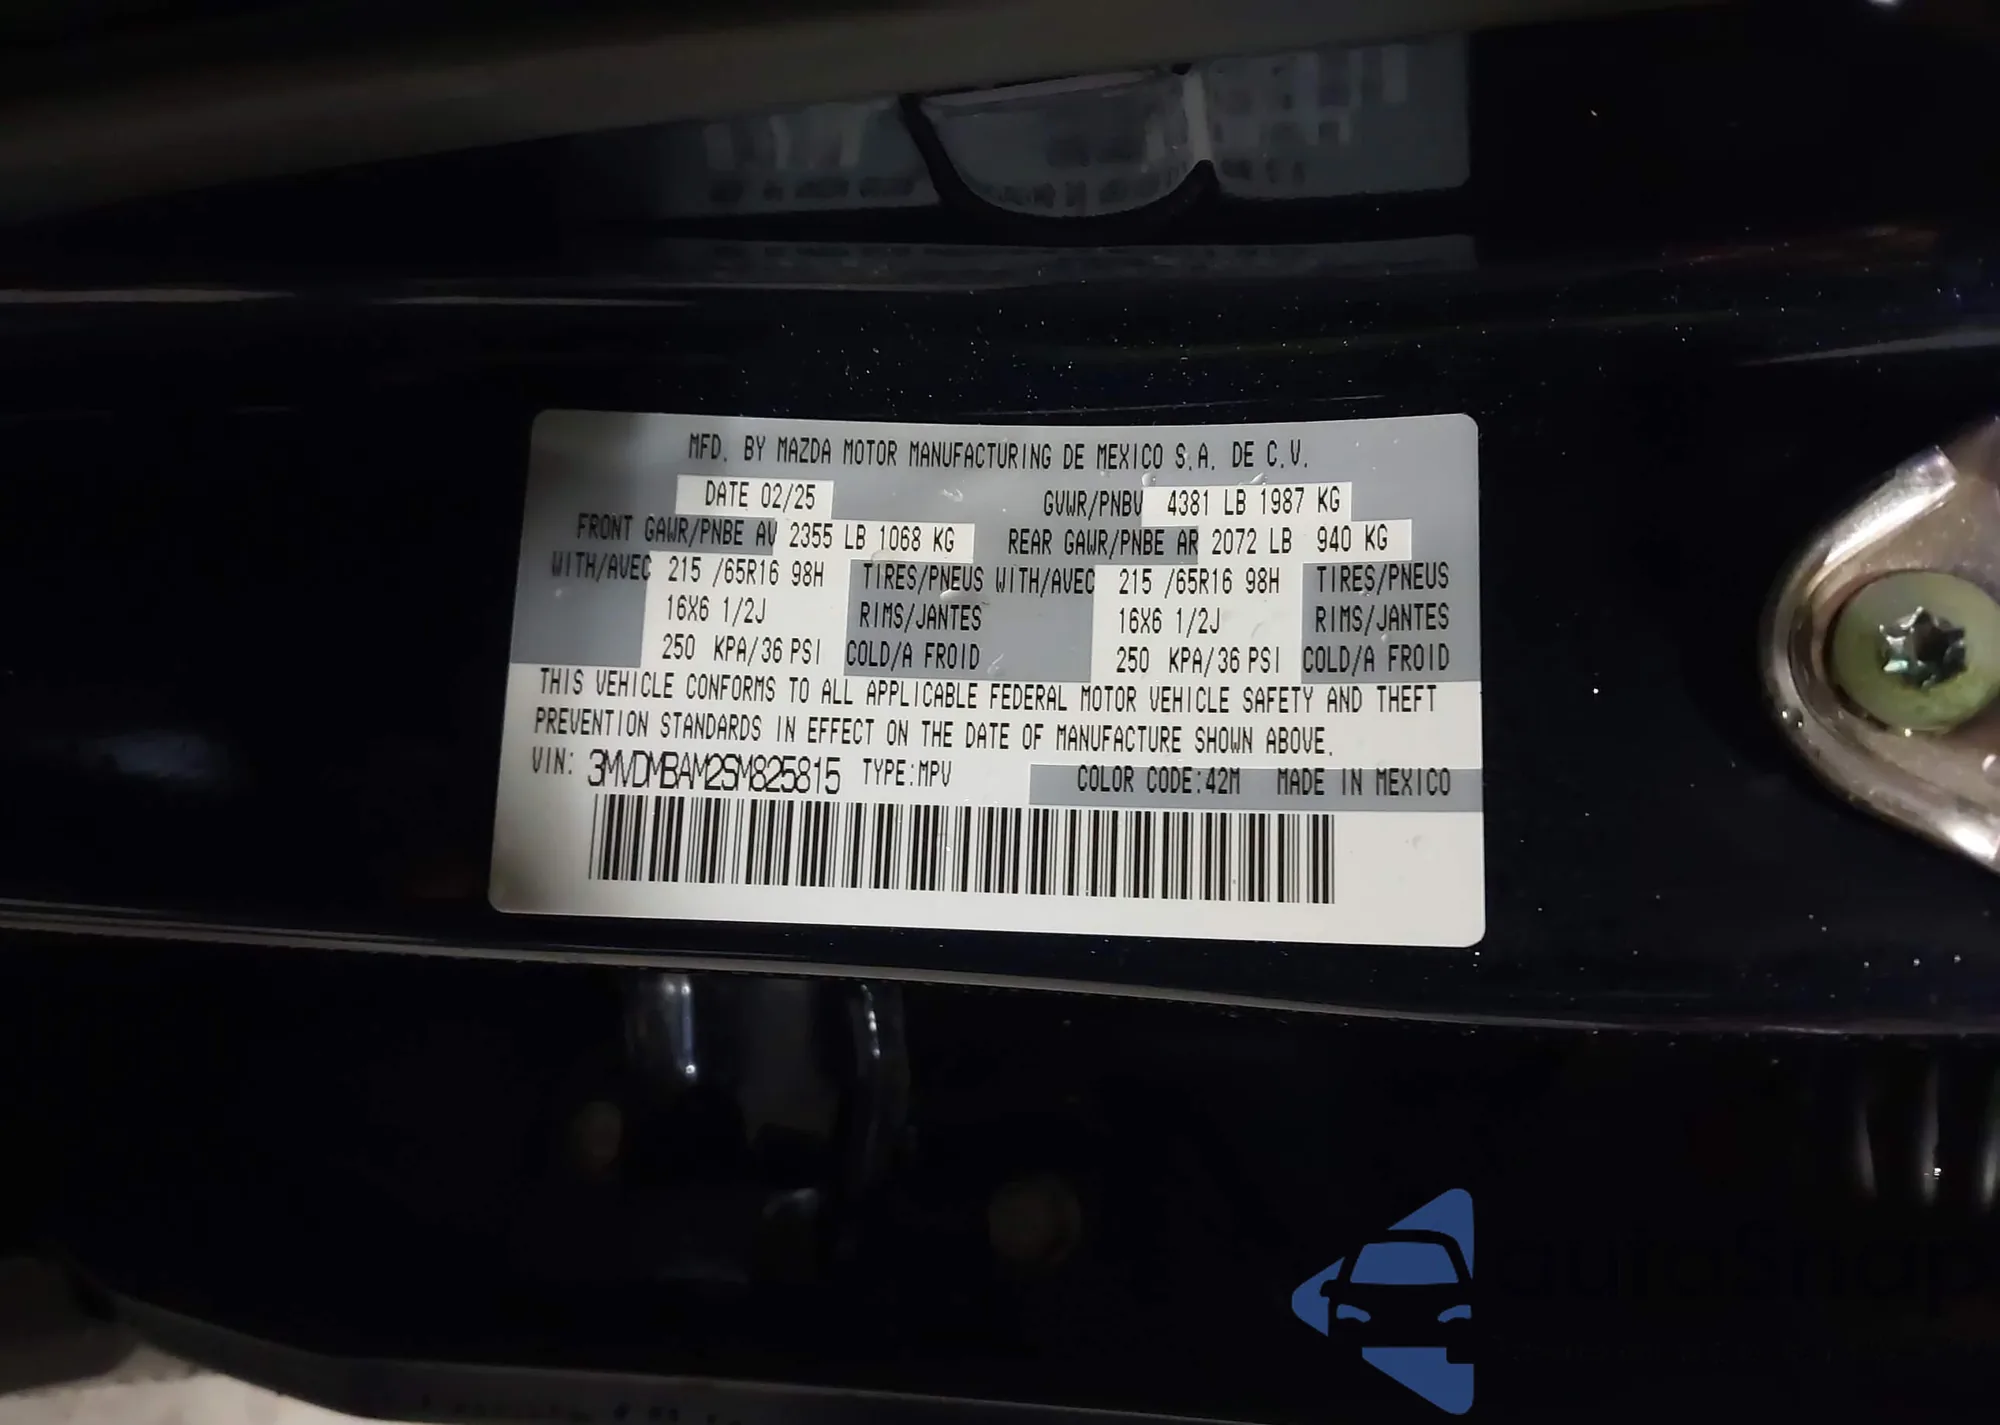 MFD. BY MAZDA MOTOR MANUFACTURING DE MEXICO S.A. DE C.V.
DATE 02/25 GVWR/PNBV 4381 LB 1987 KG
FRONT GAWR/PNBE AV 2355 LB 1068 KG REAR GAWR/PNBE AR 2072 LB 940 KG
WITH/AVEC 215 /65R16 98H TIRES/PNEUS WITH/AVEC 215 /65R16 98H TIRES/PNEUS
16X6 1/2J RIMS/JANTES 16X6 1/2J RIMS/JANTES
250 KPA/36 PSI COLD/A FROID 250 KPA/36 PSI COLD/A FROID
THIS VEHICLE CONFORMS TO ALL APPLICABLE FEDERAL MOTOR VEHICLE SAFETY AND THEFT
PREVENTION STANDARDS IN EFFECT ON THE DATE OF MANUFACTURE SHOWN ABOVE.
VIN: 3MVDMBAM2SM825815 TYPE:MPV COLOR CODE:42M MADE IN MEXICO